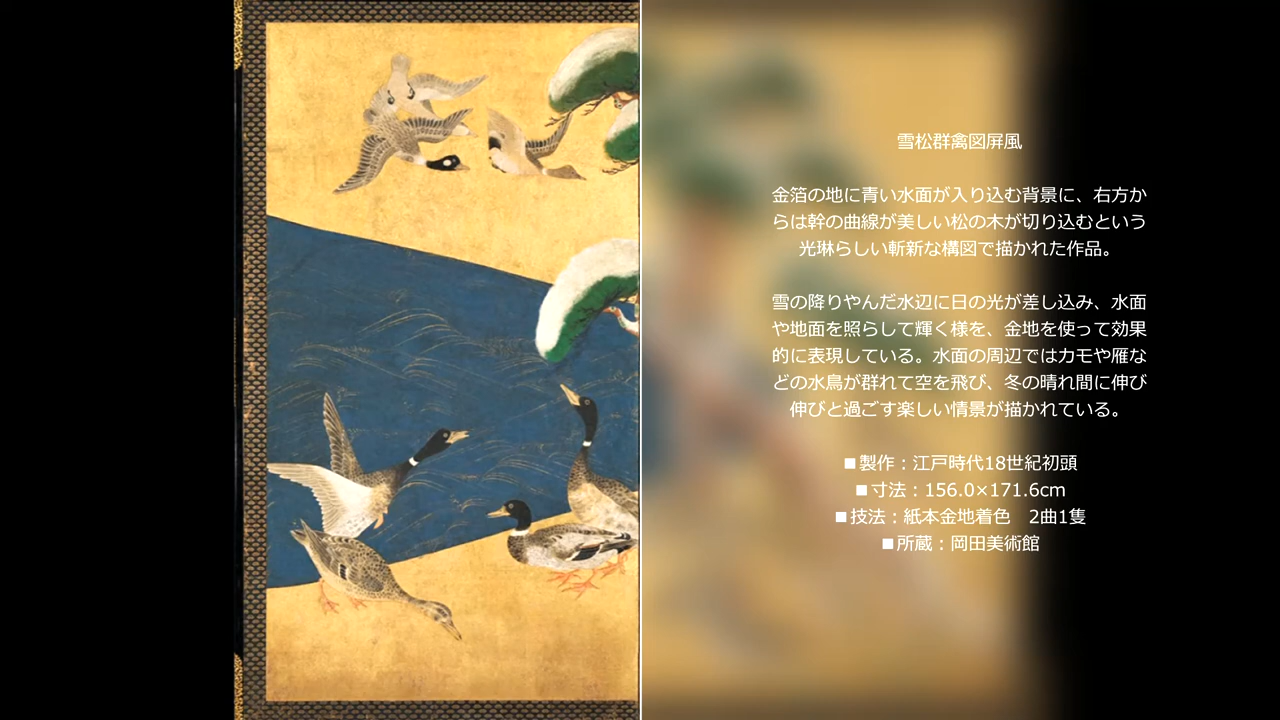 雪松群禽図屏風
金箔の地に青い水面が入り込む背景に、右方か
らは幹の曲線が美しい松の木が切り込むという
光琳らしい斬新な構図で描かれた作品。
雪の降りやんだ水辺に日の光が差し込み、水面
や地面を照らして輝く様を、金地を使って効果
的に表現している。水面の周辺ではカモや雁な
どの水鳥が群れて空を飛び、冬の晴れ間に伸び
伸びと過ごす楽しい情景が描かれている。
■製作：江戸時代18世紀初頭
■寸法：156.0×171.6cm
■技法：紙本金地着色　2曲1隻
■所蔵：岡田美術館